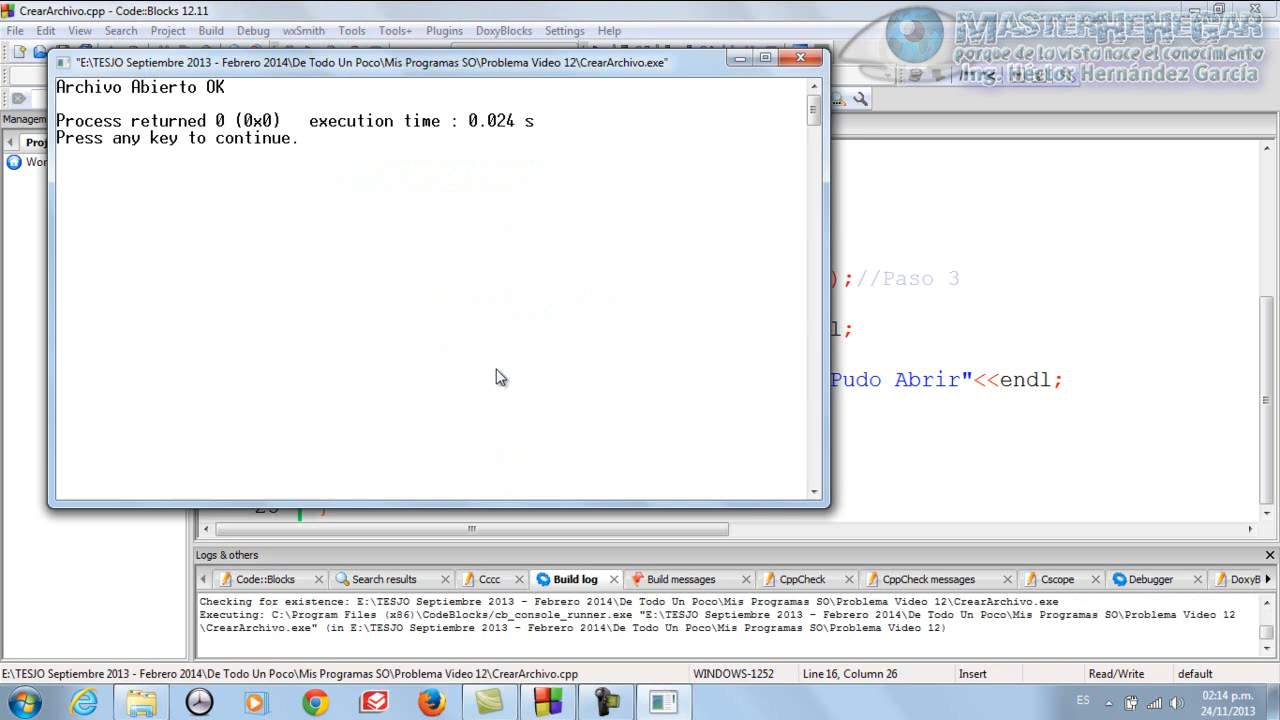 CrearArchivo.cpp - Code::Blocks 12.11
File Edit View Search Project Build Debug wxSmith Tools Tools+ Plugins DoxyBlocks Settings Help
MASTERHEHEGAR
porque de la vista nace el conocimiento
Ing. Héctor Hernández García
"E:\TESJO Septiembre 2013 - Febrero 2014\De Todo Un Poco\Mis Programas SO\Problema Video 12\CrearArchivo.exe"
Archivo Abierto OK
Process returned 0 (0x0) execution time : 0.024 s
Press any key to continue.
Managem
Proj
Wor
);//Paso 3
l;
Pudo Abrir"<<endl;
Logs & others
Code::Blocks Search results Cccc Build log Build messages CppCheck CppCheck messages Cscope Debugger DoxyB
Checking for existence: E:\TESJO Septiembre 2013 - Febrero 2014\De Todo Un Poco\Mis Programas SO\Problema Video 12\CrearArchivo.exe
Executing: C:\Program Files (x86)\CodeBlocks/cb_console_runner.exe "E:\TESJO Septiembre 2013 - Febrero 2014\De Todo Un Poco\Mis Programas SO\Problema Video 12
\CrearArchivo.exe" (in E:\TESJO Septiembre 2013 - Febrero 2014\De Todo Un Poco\Mis Programas SO\Problema Video 12)
E:\TESJO Septiembre 2013 - Febrero 2014\De Todo Un Poco\Mis Programas SO\Problema Video 12\CrearArchivo.cpp WINDOWS-1252 Line 16, Column 26 Insert Read/Write default
ES
02:14 p.m.
24/11/2013